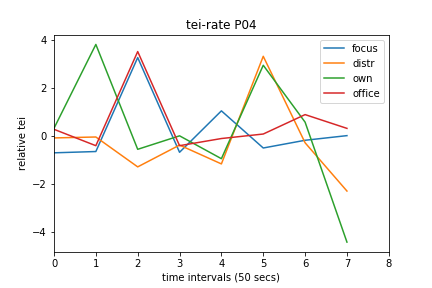 tei-rate P04
focus
distr
own
office
relative tei
4
2
0
−2
−4
0 1 2 3 4 5 6 7 8
time intervals (50 secs)